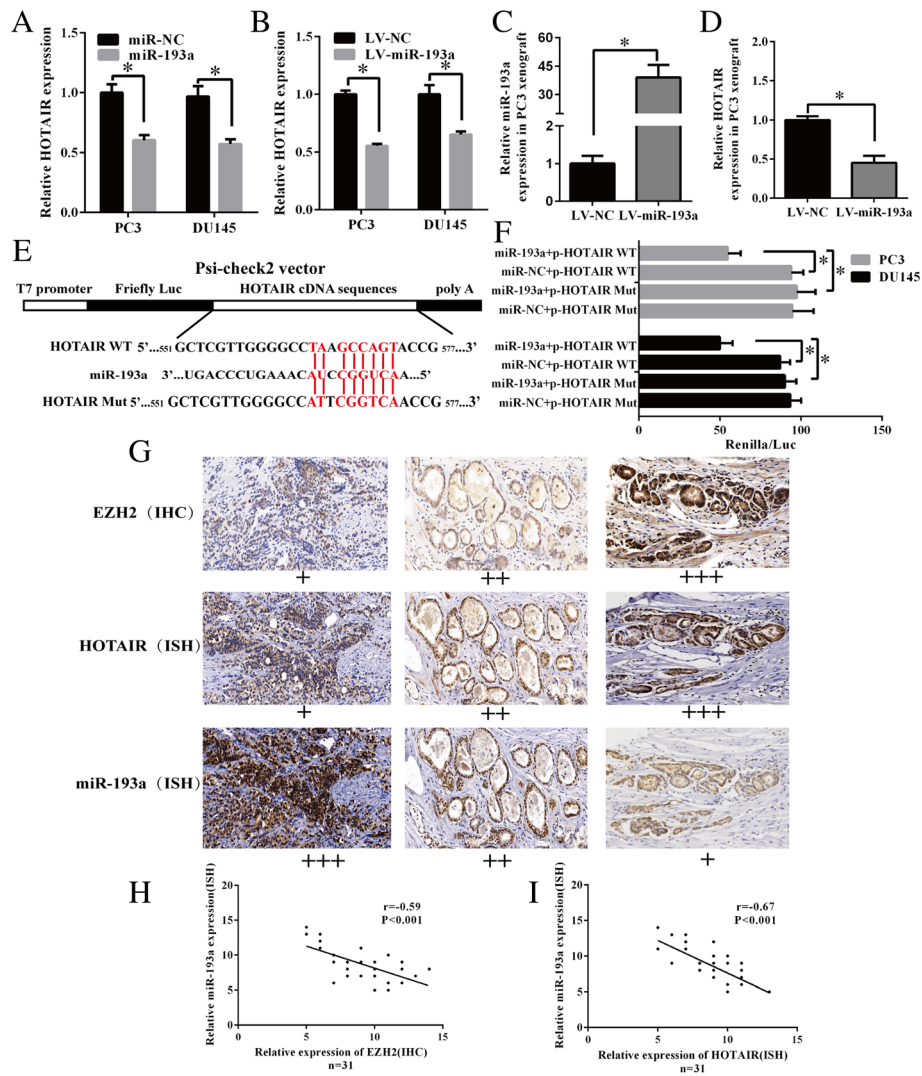 A
Relative HOTAIR expression
1.5
1.0
0.5
0.0
miR-NC
miR-193a
*
*
PC3
DU145
B
Relative HOTAIR expression
1.5
1.0
0.5
0.0
LV-NC
LV-miR-193a
*
*
PC3
DU145
C
Relative miR-193a
expression in PC3 xenograft
60
45
30
2
1
0
*
LV-NC
LV-miR-193a
D
Relative HOTAIR
expression in PC3 xenograft
2.0
1.5
1.0
0.5
0.0
*
LV-NC
LV-miR-193a
E
Psi-check2 vector
T7 promoter
Friefly Luc
HOTAIR cDNA sequences
poly A
HOTAIR WT 5’...551 GCTCGTTGGGGCCTAAGCCAGTACCG 577...3’
miR-193a 3’...UGACCCUGAAACAUCCGGUCAA...5’
HOTAIR Mut 5’...551 GCTCGTTGGGGCCATTCGGTCAACCG 577...3’
F
miR-193a+p-HOTAIR WT
miR-NC+p-HOTAIR WT
miR-193a+p-HOTAIR Mut
miR-NC+p-HOTAIR Mut
*
*
PC3
DU145
miR-193a+p-HOTAIR WT
miR-NC+p-HOTAIR WT
miR-193a+p-HOTAIR Mut
miR-NC+p-HOTAIR Mut
*
*
0
50
100
150
Renilla/Luc
G
EZH2（IHC）
+
++
+++
HOTAIR（ISH）
+
++
+++
miR-193a（ISH）
+++
++
+
H
Relative miR-193a expression(ISH)
20
15
10
5
0
r=-0.59
P<0.001
0
5
10
15
Relative expression of EZH2(IHC)
n=31
I
Relative miR-193a expression(ISH)
20
15
10
5
0
r=-0.67
P<0.001
0
5
10
15
Relative expression of HOTAIR(ISH)
n=31